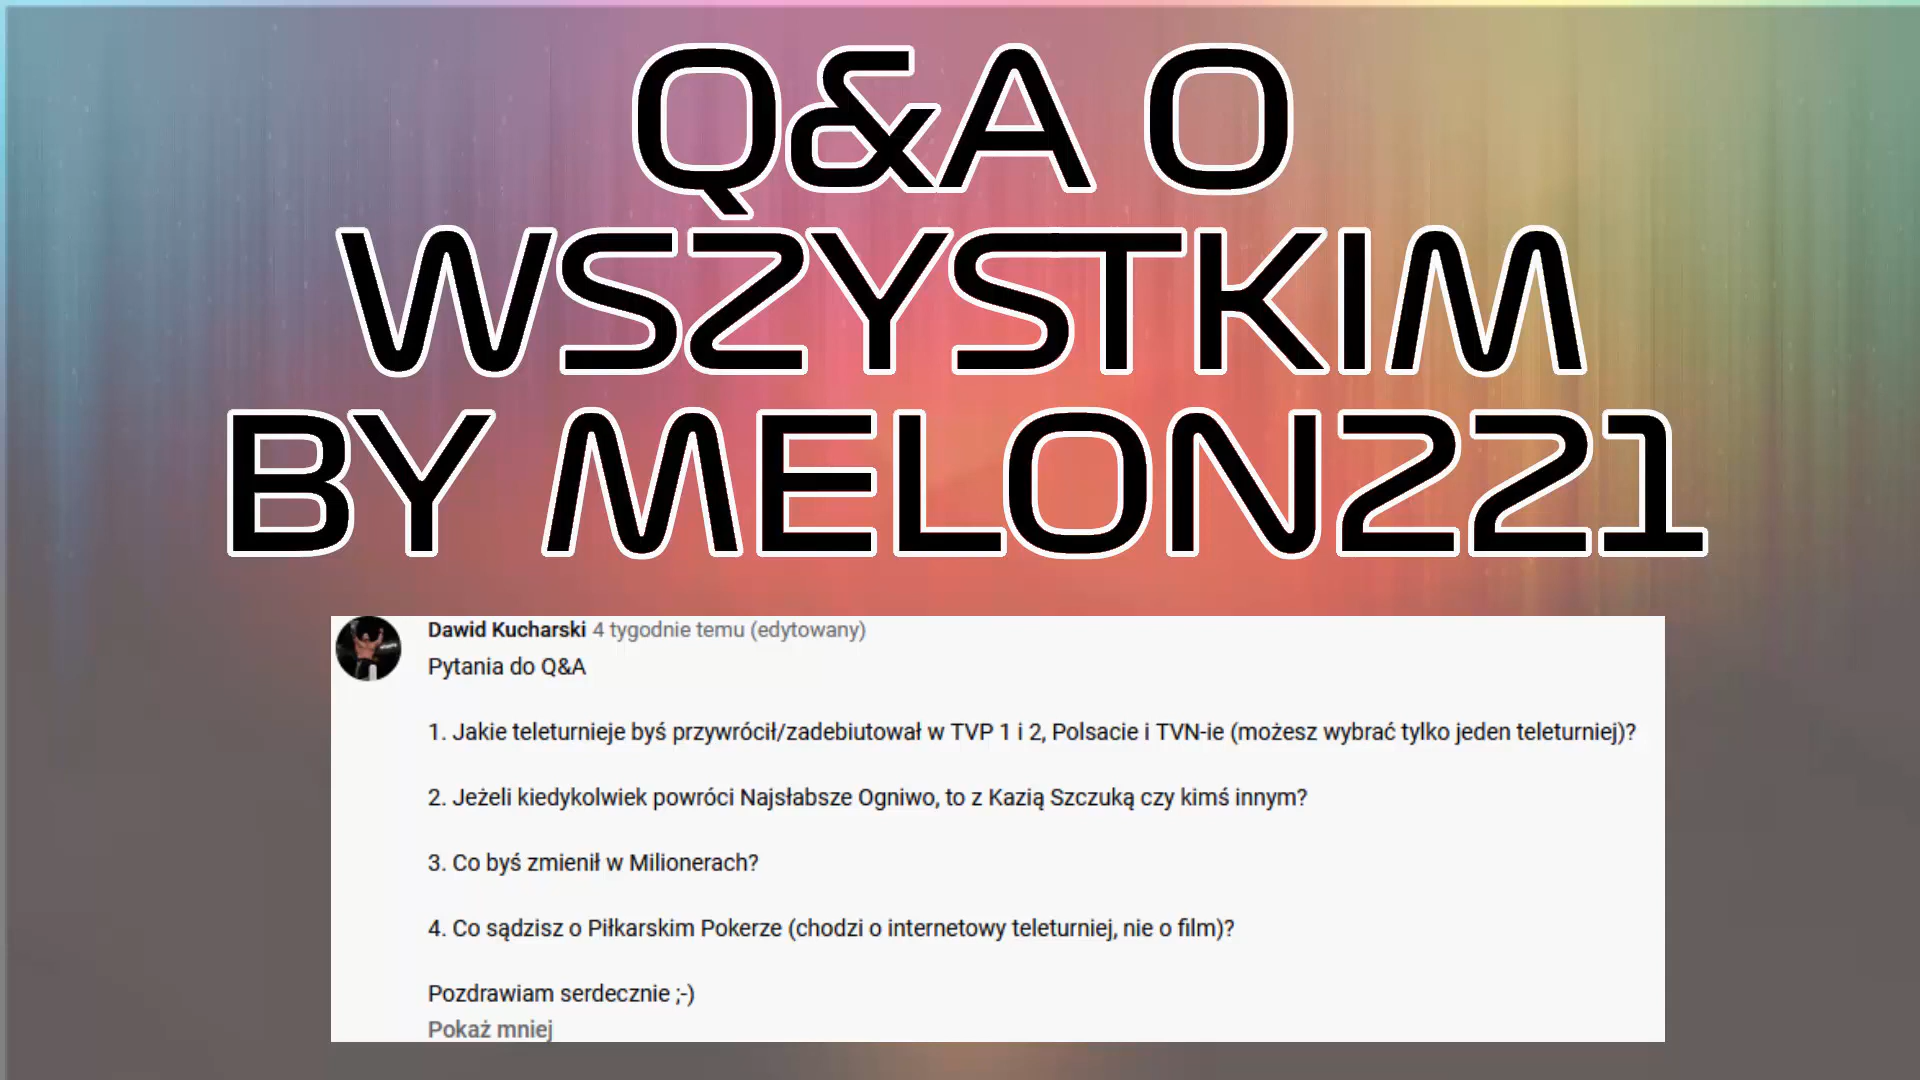 Q&A O
WSZYSTKIM
BY MELON221
Dawid Kucharski 4 tygodnie temu (edytowany)
Pytania do Q&A
1. Jakie teleturnieje byś przywrócił/zadebiutował w TVP 1 i 2, Polsacie i TVN-ie (możesz wybrać tylko jeden teleturniej)?
2. Jeżeli kiedykolwiek powróci Najsłabsze Ogniwo, to z Kazią Szczuką czy kimś innym?
3. Co byś zmienił w Milionerach?
4. Co sądzisz o Piłkarskim Pokerze (chodzi o internetowy teleturniej, nie o film)?
Pozdrawiam serdecznie ;-)
Pokaż mniej